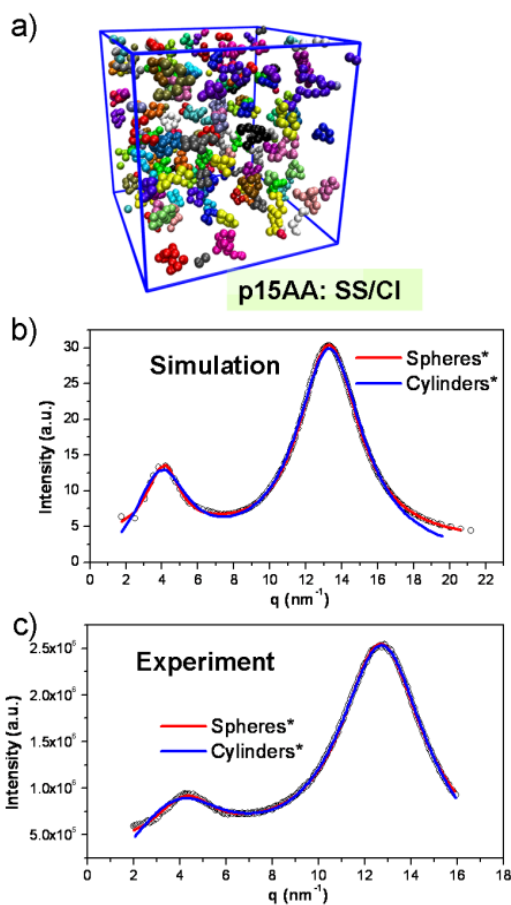 a)
p15AA: SS/CI
b)
Simulation
Spheres*
Cylinders*
Intensity (a.u.)
30
25
20
15
10
5
0
0 2 4 6 8 10 12 14 16 18 20 22
q (nm⁻¹)
c)
Experiment
Spheres*
Cylinders*
Intensity (a.u.)
2.5x10⁶
2.0x10⁶
1.5x10⁶
1.0x10⁶
5.0x10⁵
0 2 4 6 8 10 12 14 16 18
q (nm⁻¹)